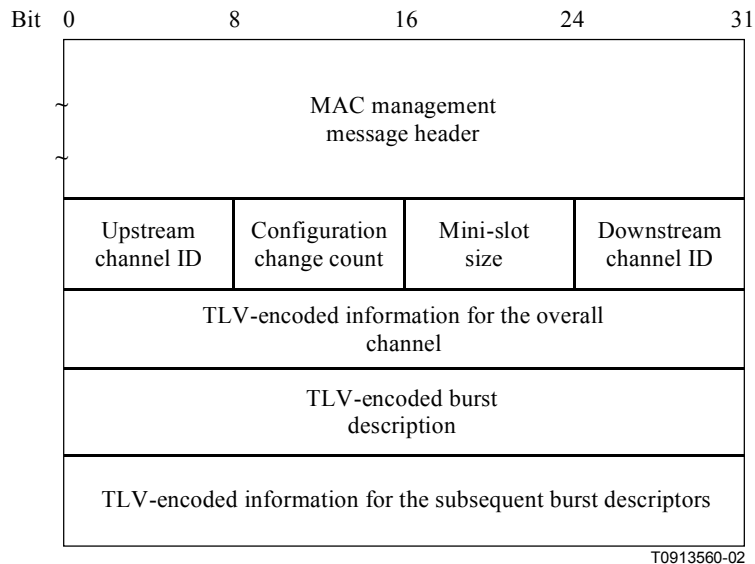 Bit 0 8 16 24 31
~
MAC management
message header
~
Upstream channel ID
Configuration change count
Mini-slot size
Downstream channel ID
TLV-encoded information for the overall
channel
TLV-encoded burst
description
TLV-encoded information for the subsequent burst descriptors
T0913560-02